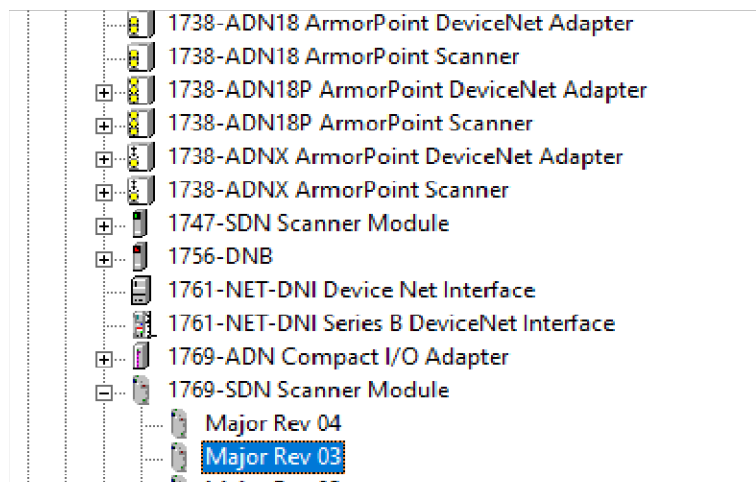 1738-ADN18 ArmorPoint DeviceNet Adapter
1738-ADN18 ArmorPoint Scanner
1738-ADN18P ArmorPoint DeviceNet Adapter
1738-ADN18P ArmorPoint Scanner
1738-ADNX ArmorPoint DeviceNet Adapter
1738-ADNX ArmorPoint Scanner
1747-SDN Scanner Module
1756-DNB
1761-NET-DNI Device Net Interface
1761-NET-DNI Series B DeviceNet Interface
1769-ADN Compact I/O Adapter
1769-SDN Scanner Module
Major Rev 04
Major Rev 03